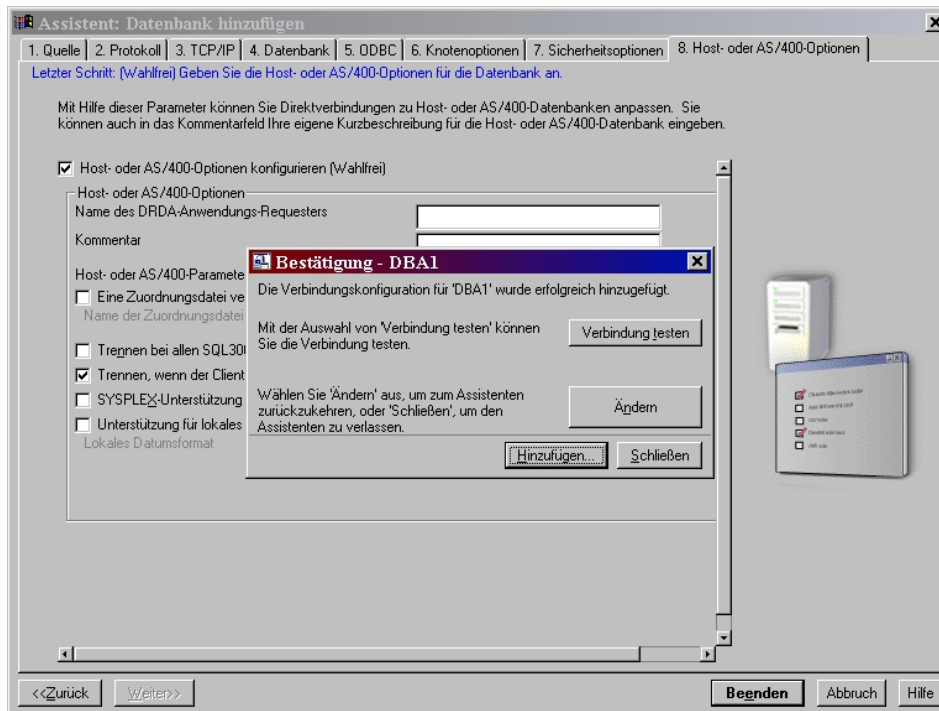 Assistent: Datenbank hinzufügen
1. Quelle 2. Protokoll 3. TCP/IP 4. Datenbank 5. ODBC 6. Knotenoptionen 7. Sicherheitsoptionen 8. Host- oder AS/400-Optionen
Letzter Schritt: (Wahlfrei) Geben Sie die Host- oder AS/400-Optionen für die Datenbank an.
Mit Hilfe dieser Parameter können Sie Direktverbindungen zu Host- oder AS/400-Datenbanken anpassen. Sie
können auch in das Kommentarfeld Ihre eigene Kurzbeschreibung für die Host- oder AS/400-Datenbank eingeben.
Host- oder AS/400-Optionen konfigurieren (Wahlfrei)
Host- oder AS/400-Optionen
Name des DRDA-Anwendungs-Requesters
Kommentar
Host- oder AS/400-Paramete
Eine Zuordnungsdatei ve
Name der Zuordnungsdatei
Trennen bei allen SQL30
Trennen, wenn der Client
SYSPLEX-Unterstützung
Unterstützung für lokales
Lokales Datumsformat
Bestätigung - DBA1
Die Verbindungskonfiguration für 'DBA1' wurde erfolgreich hinzugefügt.
Mit der Auswahl von 'Verbindung testen' können
Sie die Verbindung testen.
Verbindung testen
Wählen Sie 'Ändern' aus, um zum Assistenten
zurückzukehren, oder 'Schließen', um den
Assistenten zu verlassen.
Ändern
Hinzufügen... Schließen
<<Zurück Weiter>> Beenden Abbruch Hilfe